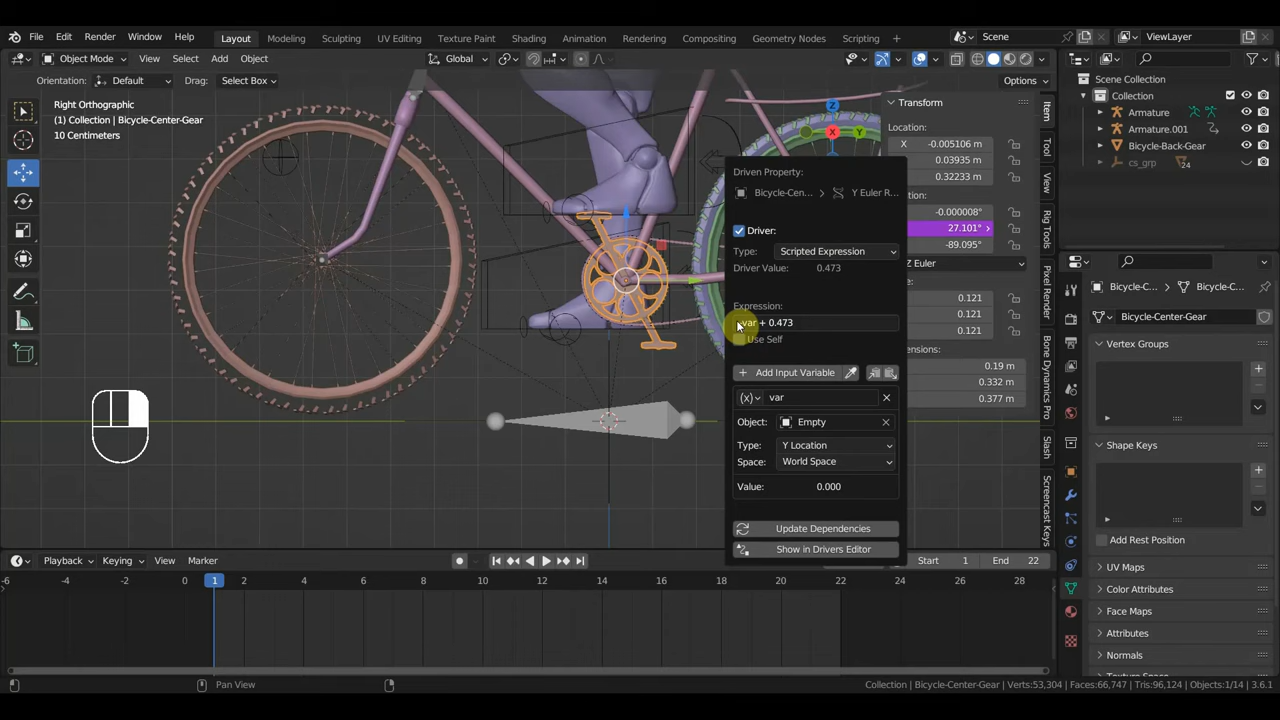 File Edit Render Window Help
Layout Modeling Sculpting UV Editing Texture Paint Shading Animation Rendering Compositing Geometry Nodes Scripting +
Scene
ViewLayer
Object Mode View Select Add Object
Global
Orientation: Default Drag: Select Box
Options
Right Orthographic
(1) Collection | Bicycle-Center-Gear
10 Centimeters
Z
X
Y
Transform
Location:
X -0.005106 m
0.03935 m
0.32233 m
-0.000008°
27.101°
-89.095°
Z Euler
0.121
0.121
0.121
0.19 m
0.332 m
0.377 m
Item
Tool
View
Rig Tools
Pixel Render
Bone Dynamics Pro
Slash
Screencast Keys
Driven Property:
Bicycle-Cen... Y Euler R...
Driver:
Type: Scripted Expression
Driver Value: 0.473
Expression:
var + 0.473
Use Self
+ Add Input Variable
(x) var
Object: Empty
Type: Y Location
Space: World Space
Value: 0.000
Update Dependencies
Show in Drivers Editor
Scene Collection
Collection
Armature
Armature.001
Bicycle-Back-Gear
cs_grp 24
Bicycle-C... Bicycle-C...
Bicycle-Center-Gear
Vertex Groups
Shape Keys
Add Rest Position
UV Maps
Color Attributes
Face Maps
Attributes
Normals
Playback Keying View Marker
Start 1 End 22
-6 -4 -2 0 1 2 4 6 8 10 12 14 16 18 20 22 24 26 28
Pan View
Collection | Bicycle-Center-Gear | Verts:53,304 | Faces:66,747 | Tris:96,124 | Objects:1/14 | 3.6.1